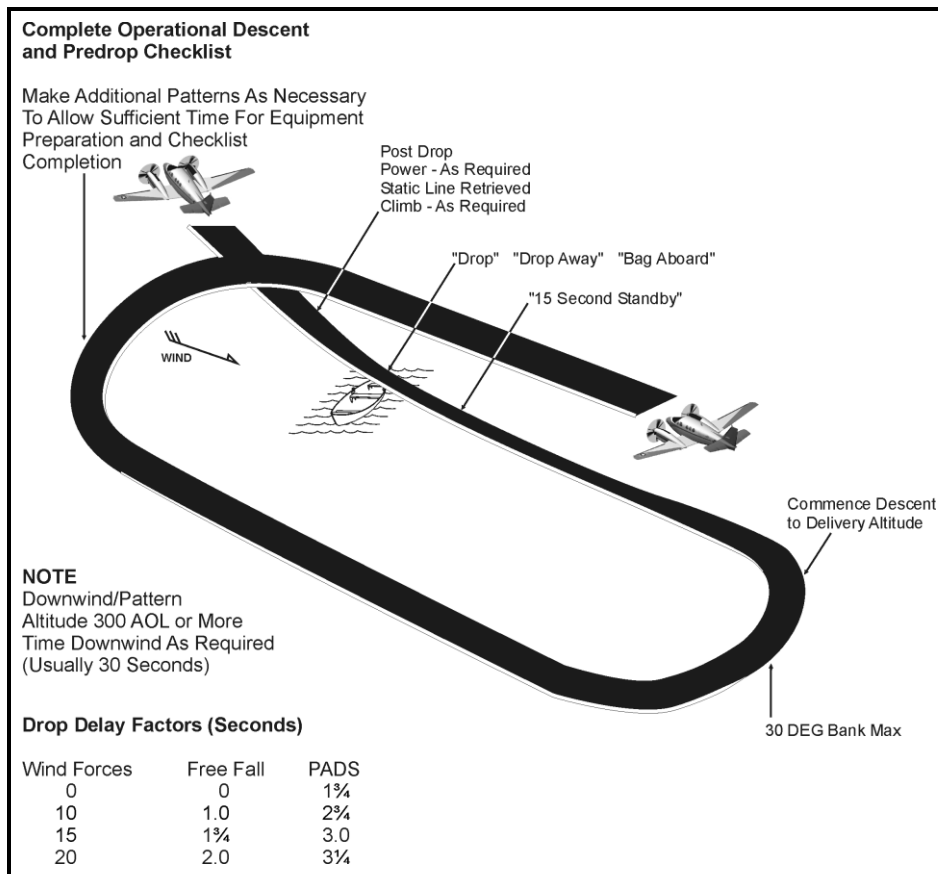 Complete Operational Descent
and Predrop Checklist
Make Additional Patterns As Necessary
To Allow Sufficient Time For Equipment
Preparation and Checklist
Completion
Post Drop
Power - As Required
Static Line Retrieved
Climb - As Required
"Drop" "Drop Away" "Bag Aboard"
"15 Second Standby"
WIND
Commence Descent
to Delivery Altitude
NOTE
Downwind/Pattern
Altitude 300 AOL or More
Time Downwind As Required
(Usually 30 Seconds)
30 DEG Bank Max
Drop Delay Factors (Seconds)
Wind Forces Free Fall PADS
0 0 1¾
10 1.0 2¾
15 1¾ 3.0
20 2.0 3¼